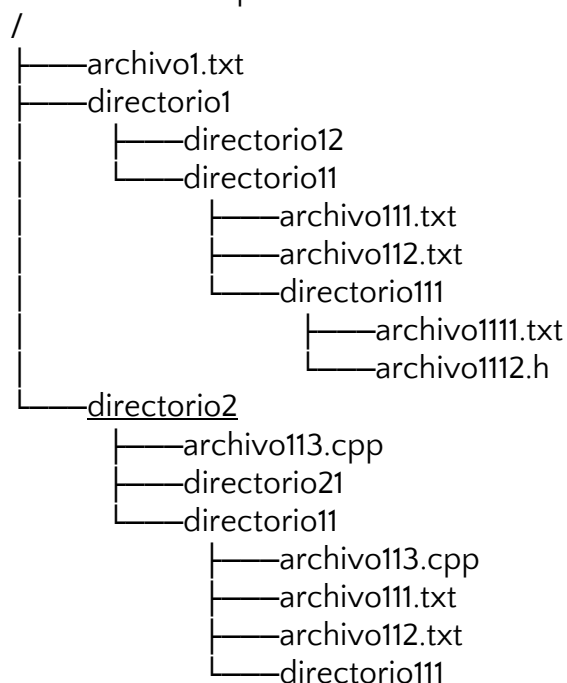 /
archivo1.txt
directorio1
directorio12
directorio11
archivo111.txt
archivo112.txt
directorio111
archivo1111.txt
archivo1112.h
directorio2
archivo113.cpp
directorio21
directorio11
archivo113.cpp
archivo111.txt
archivo112.txt
directorio111